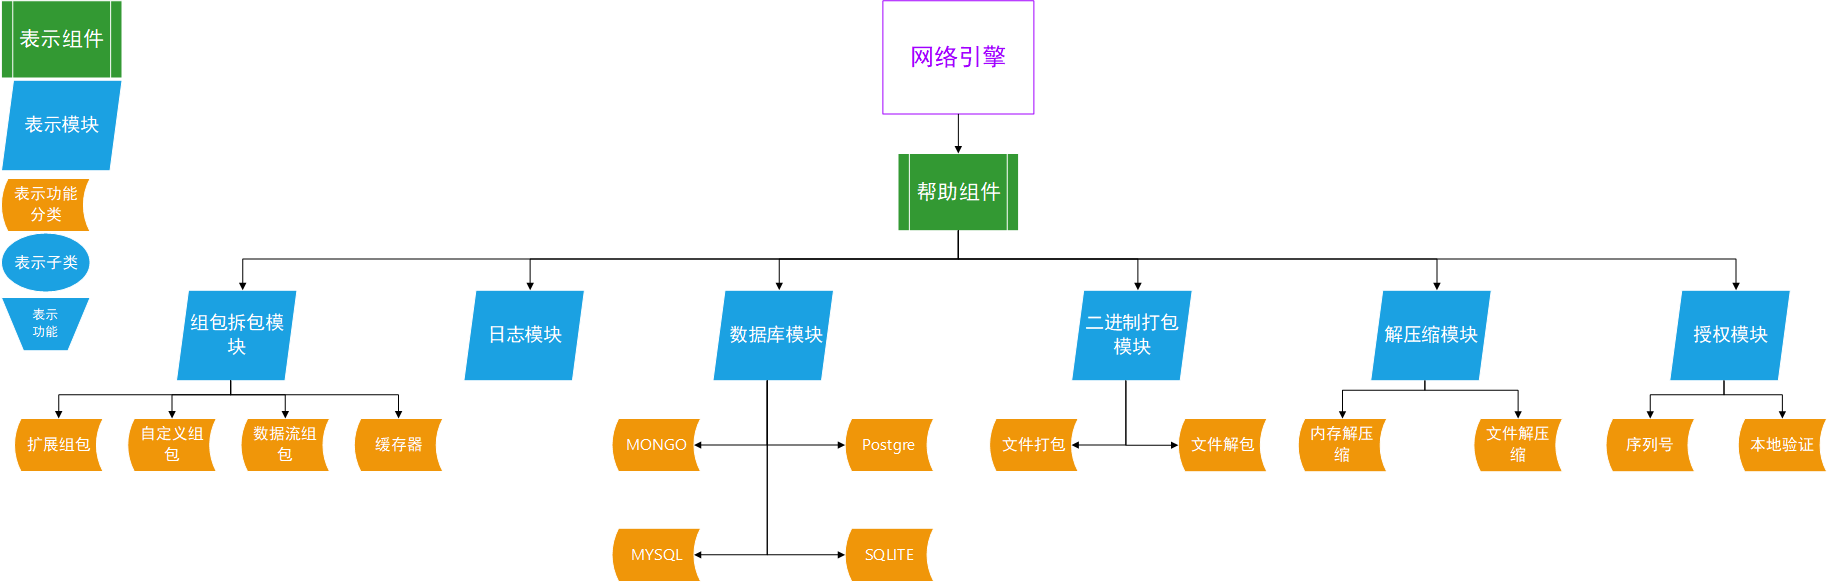 表示组件
表示模块
表示功能
分类
表示子类
表示
功能
网络引擎
帮助组件
组包拆包模
块
日志模块
数据库模块
二进制打包
模块
解压缩模块
授权模块
扩展组包
自定义组
包
数据流组
包
缓存器
MONGO
Postgre
文件打包
文件解包
内存解压
缩
文件解压
缩
序列号
本地验证
MYSQL
SQLITE